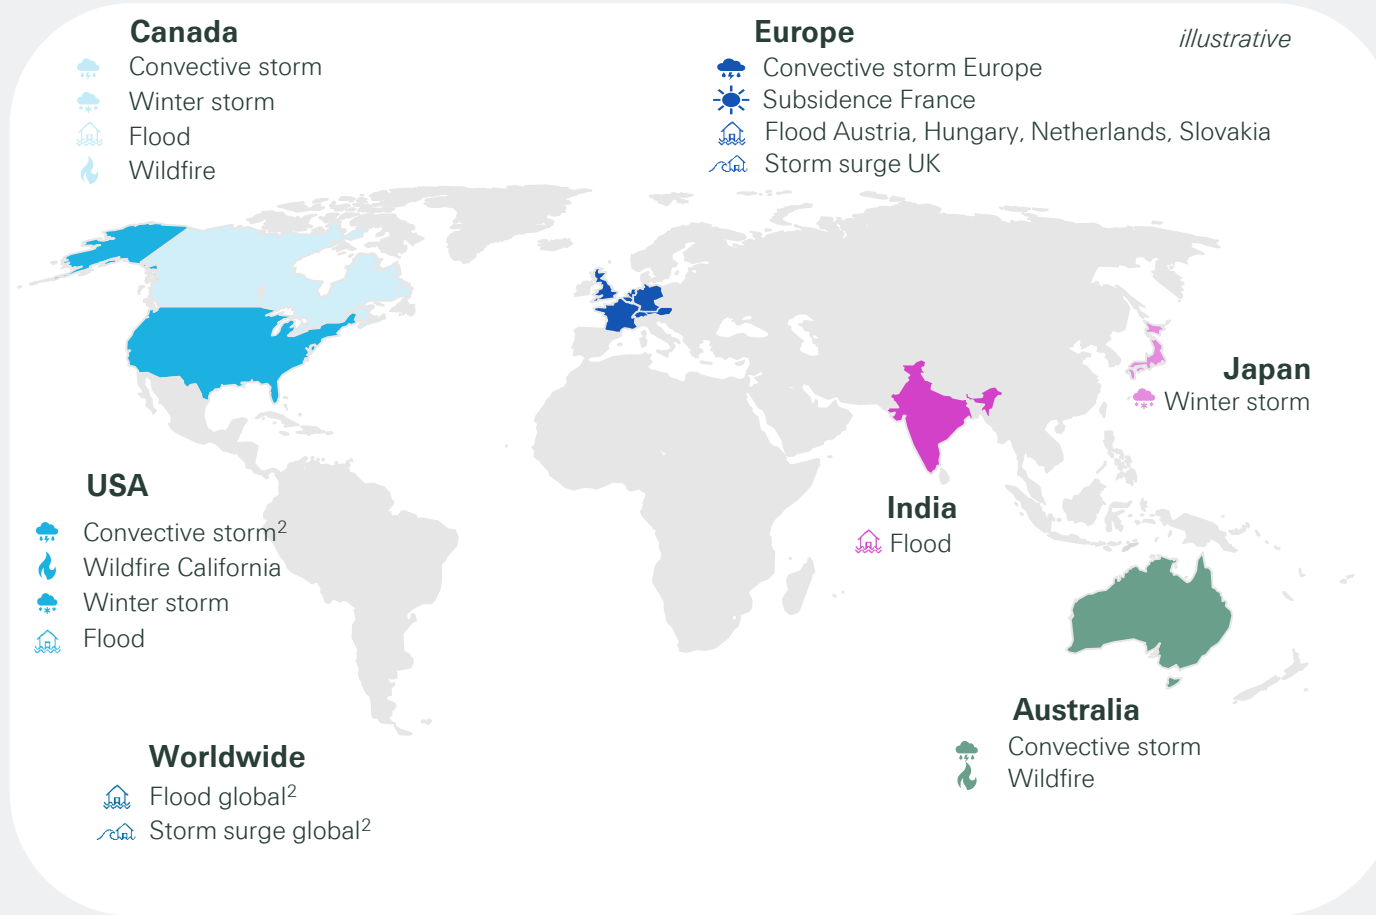 Canada
Convective storm
Winter storm
Flood
Wildfire
Europe
Convective storm Europe
Subsidence France
Flood Austria, Hungary, Netherlands, Slovakia
Storm surge UK
illustrative
Japan
Winter storm
USA
Convective storm²
Wildfire California
Winter storm
Flood
India
Flood
Australia
Convective storm
Wildfire
Worldwide
Flood global²
Storm surge global²